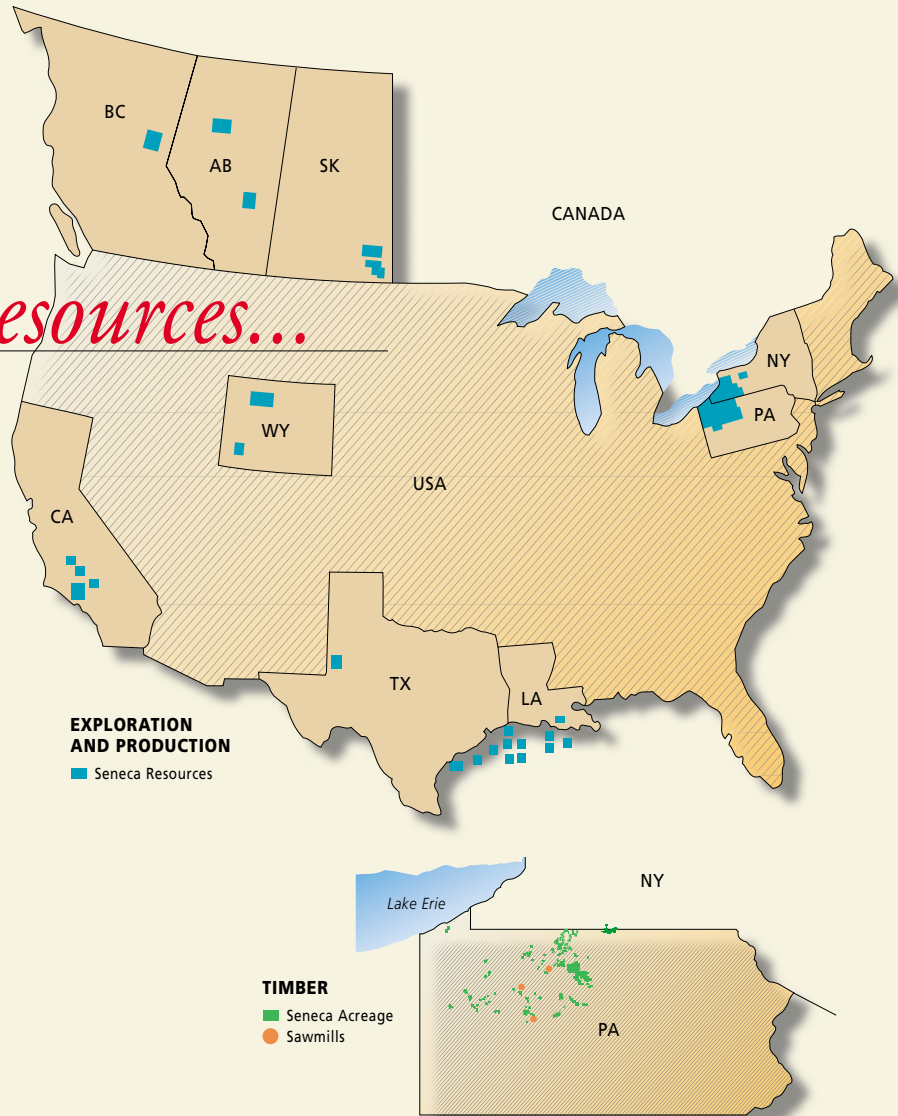 BC
AB
SK
CANADA
esources...
NY
WY
PA
USA
CA
TX
LA
EXPLORATION
AND PRODUCTION
Seneca Resources
NY
Lake Erie
TIMBER
Seneca Acreage
Sawmills
PA